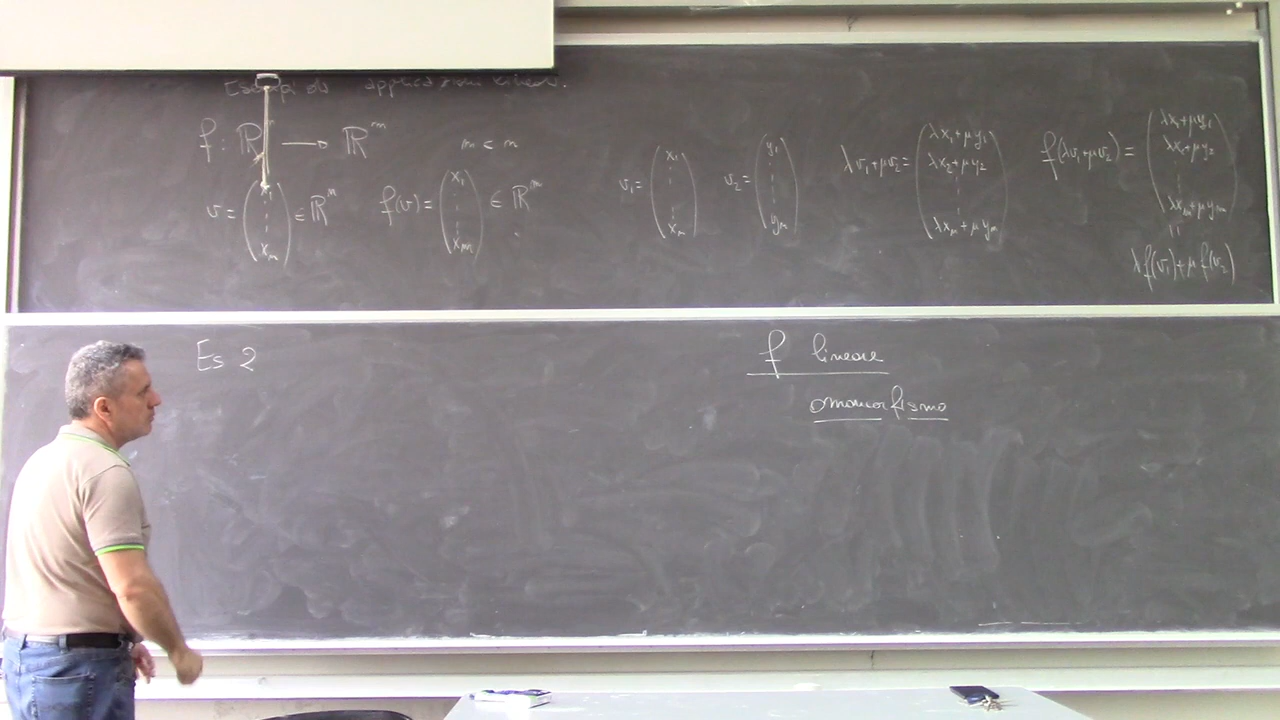 Esempi di applicazioni lineari.
f: ℝⁿ → ℝᵐ m < n
v = (x₁ ⋮ xₙ) ∈ ℝⁿ f(v) = (x₁ ⋮ xₘ) ∈ ℝᵐ
v₁ = (x₁ ⋮ xₙ) v₂ = (y₁ ⋮ yₙ) λv₁+μv₂ = (λx₁+μy₁ λx₂+μy₂ ⋮ λxₙ+μyₙ) f(λv₁+μv₂) = (λx₁+μy₁ λx₂+μy₂ ⋮ λxₘ+μyₘ)
=
λf(v₁)+μf(v₂)
Es 2
f lineare
omomorfismo